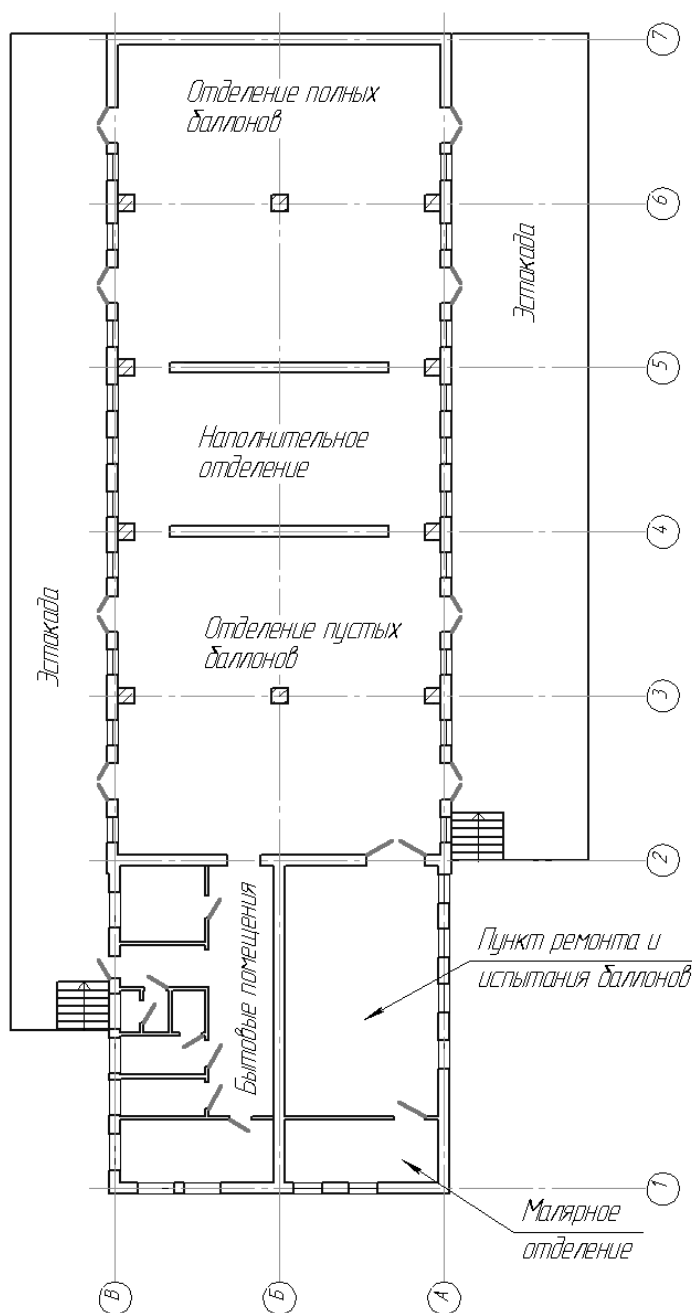 7
Отделение полных
баллонов
6
Эстакада
5
Наполнительное
отделение
4
Эстакада
Отделение пустых
баллонов
3
2
Бытовые помещения
Пункт ремонта и
испытания баллонов
1
Малярное
отделение
В
Б
А